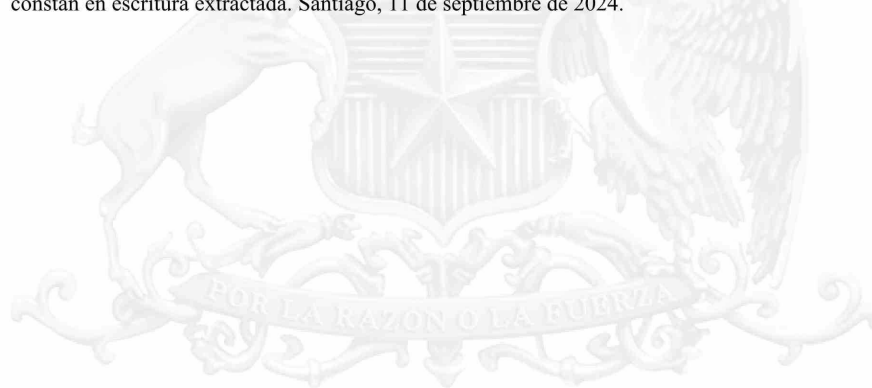 constan en escritura extractada. Santiago, 11 de septiembre de 2024.
POR LA RAZON O LA FUERZA